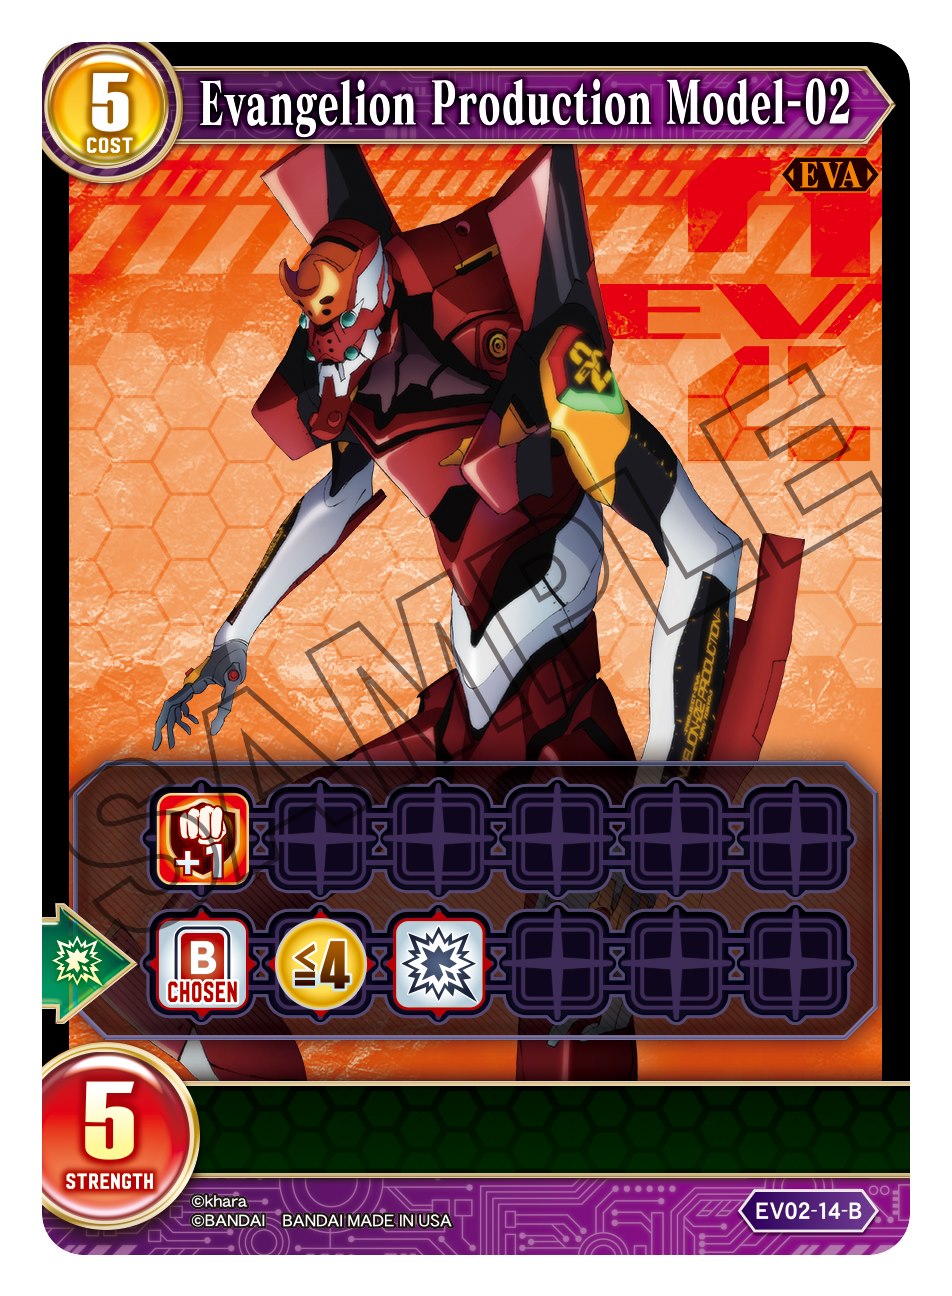 5
COST
Evangelion Production Model-02
EVA
EV
SAMPLE
+1
B
CHOSEN
≦4
5
STRENGTH
©khara
©BANDAI BANDAI MADE IN USA
EV02-14-B